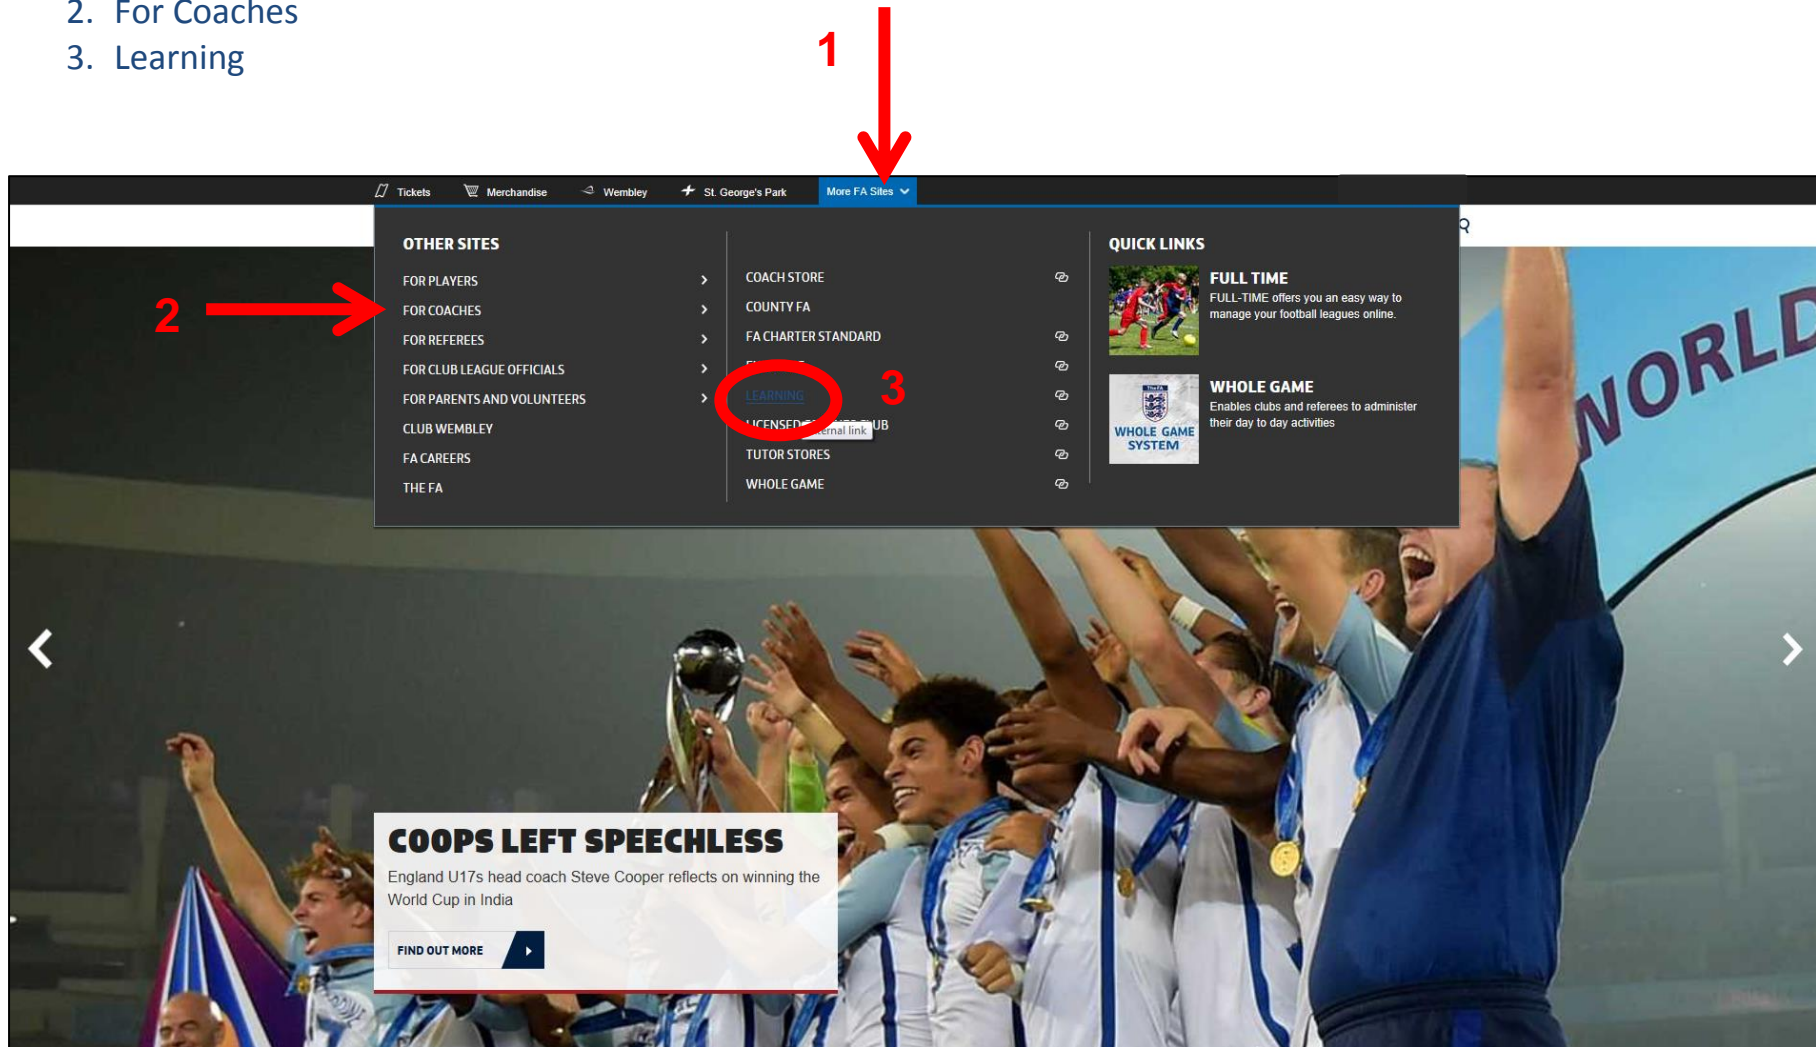 2. For Coaches
3. Learning
1
Tickets Merchandise Wembley St. George's Park More FA Sites
OTHER SITES
FOR PLAYERS
FOR COACHES
FOR REFEREES
FOR CLUB LEAGUE OFFICIALS
FOR PARENTS AND VOLUNTEERS
CLUB WEMBLEY
FA CAREERS
THE FA
2
COACH STORE
COUNTY FA
FA CHARTER STANDARD
LEARNING
3
LICENSED
link
TUTOR STORES
WHOLE GAME
QUICK LINKS
FULL TIME
FULL-TIME offers you an easy way to
manage your football leagues online.
The FA
WHOLE GAME
SYSTEM
WHOLE GAME
Enables clubs and referees to administer
their day to day activities
WORLD
COOPS LEFT SPEECHLESS
England U17s head coach Steve Cooper reflects on winning the
World Cup in India
FIND OUT MORE